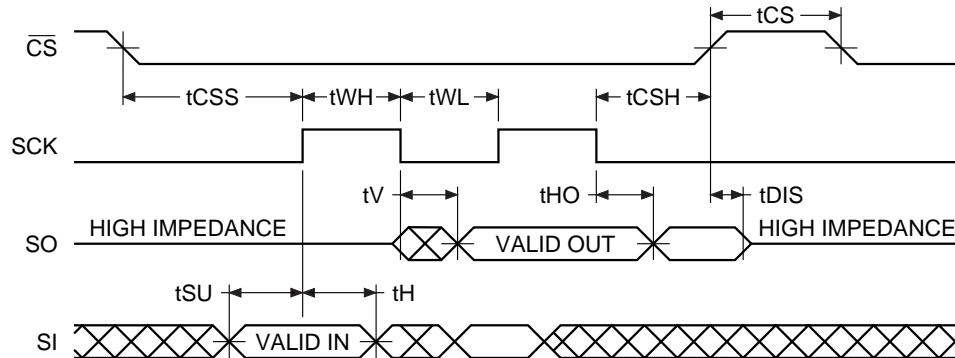 tCS
C̅S̅
tCSS tWH tWL tCSH
SCK
tV tHO tDIS
HIGH IMPEDANCE HIGH IMPEDANCE
SO VALID OUT
tSU tH
SI VALID IN